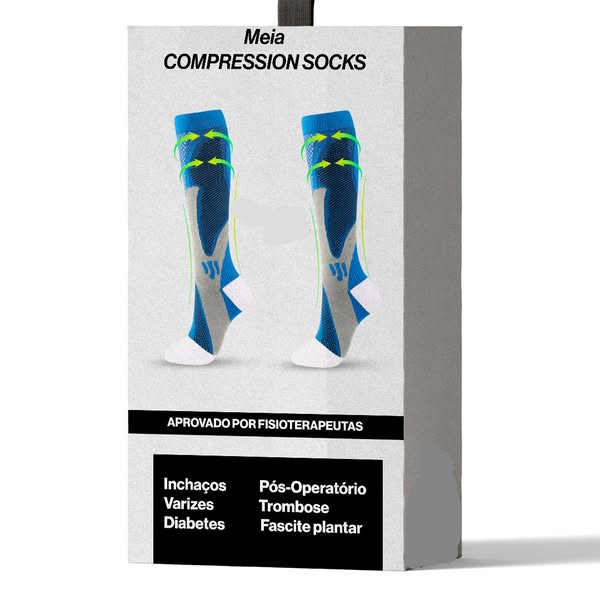 Meia
COMPRESSION SOCKS
APROVADO POR FISIOTERAPEUTAS
Inchaços Pós-Operatório
Varizes Trombose
Diabetes Fascite plantar